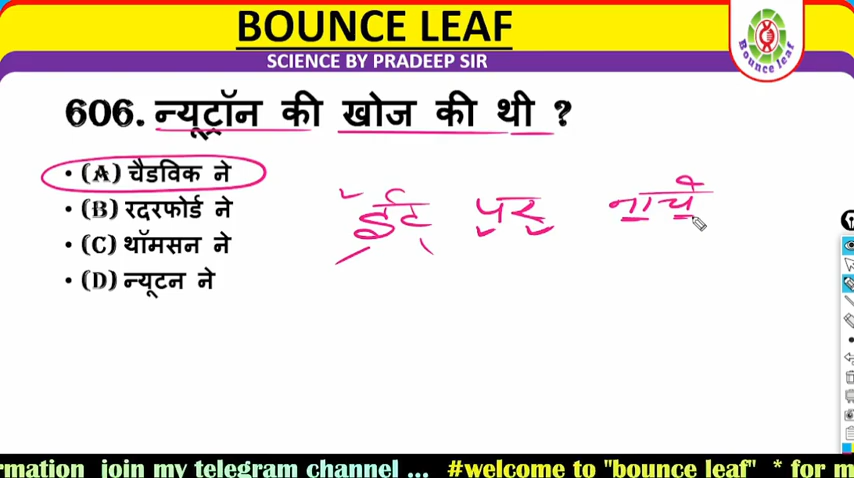 BOUNCE LEAF
SCIENCE BY PRADEEP SIR
Bounce leaf
606. न्यूट्रॉन की खोज की थी ?
• (A) चैडविक ने
• (B) रदरफोर्ड ने
• (C) थॉमसन ने
• (D) न्यूटन ने
ईट पर नाचे
rmation join my telegram channel ... #welcome to "bounce leaf" * for m